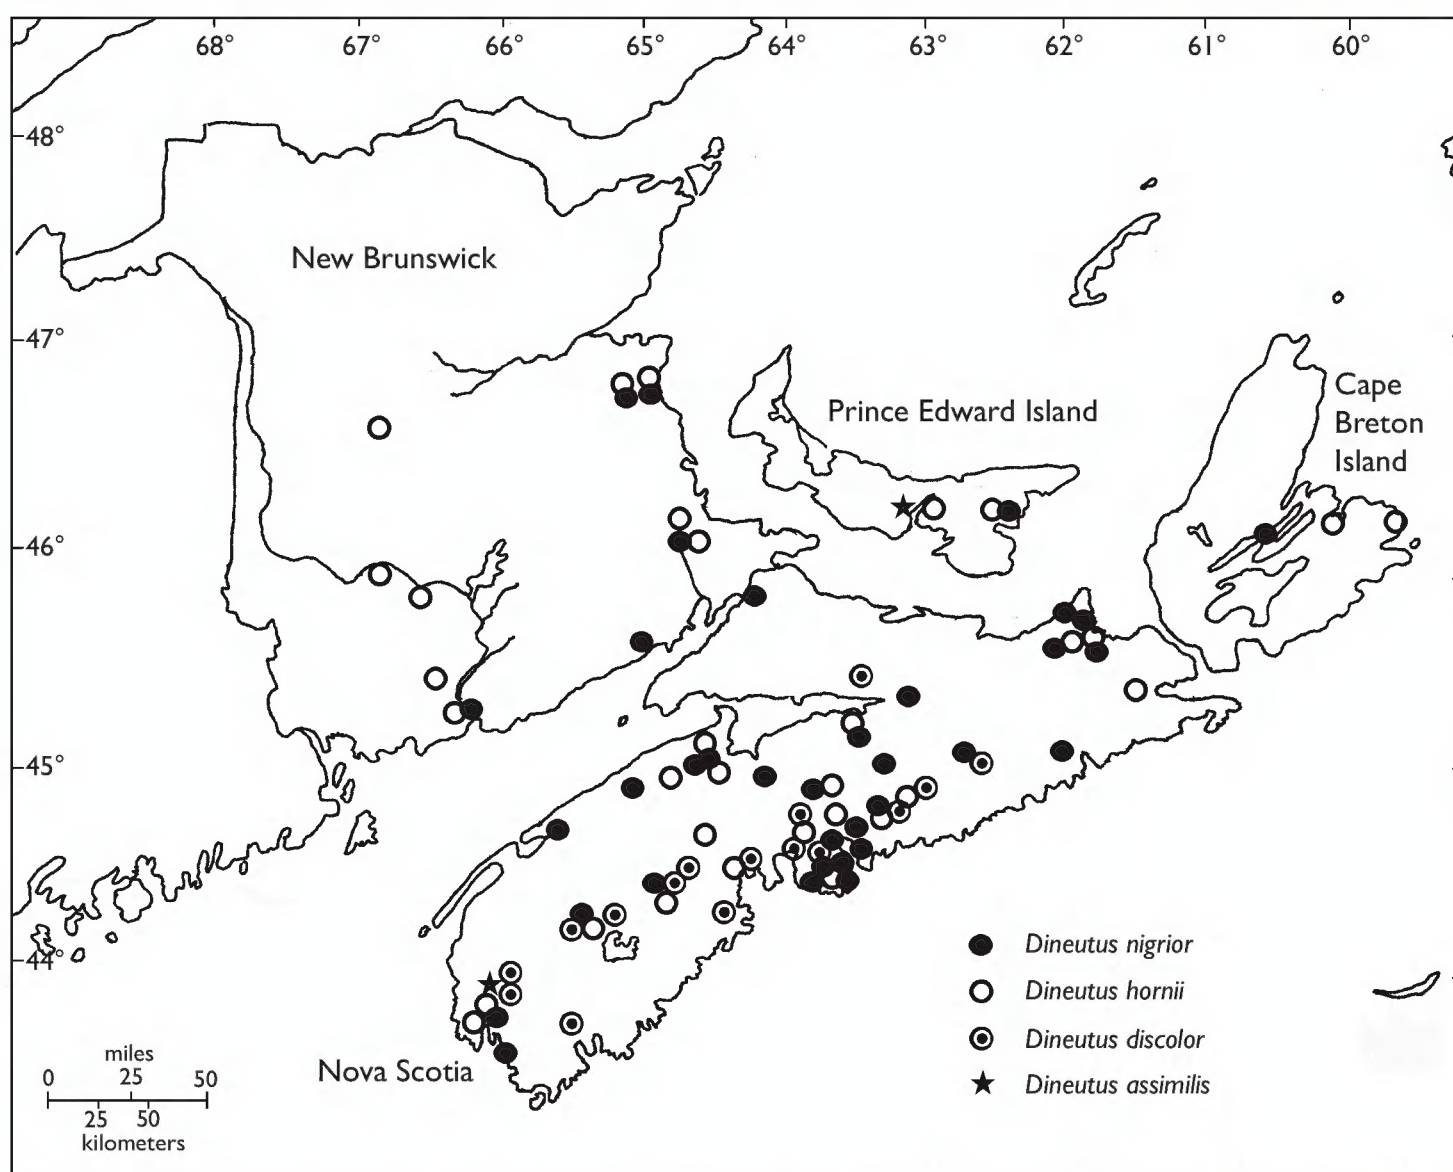 68° 67° 66° 65° 64° 63° 62° 61° 60°
48°
New Brunswick
47°
Cape
Breton
Island
Prince Edward Island
46°
45°
Dineutus nigrior
44°
Dineutus hornii
Dineutus discolor
Dineutus assimilis
Nova Scotia
miles
0 25 50
25 50
kilometers